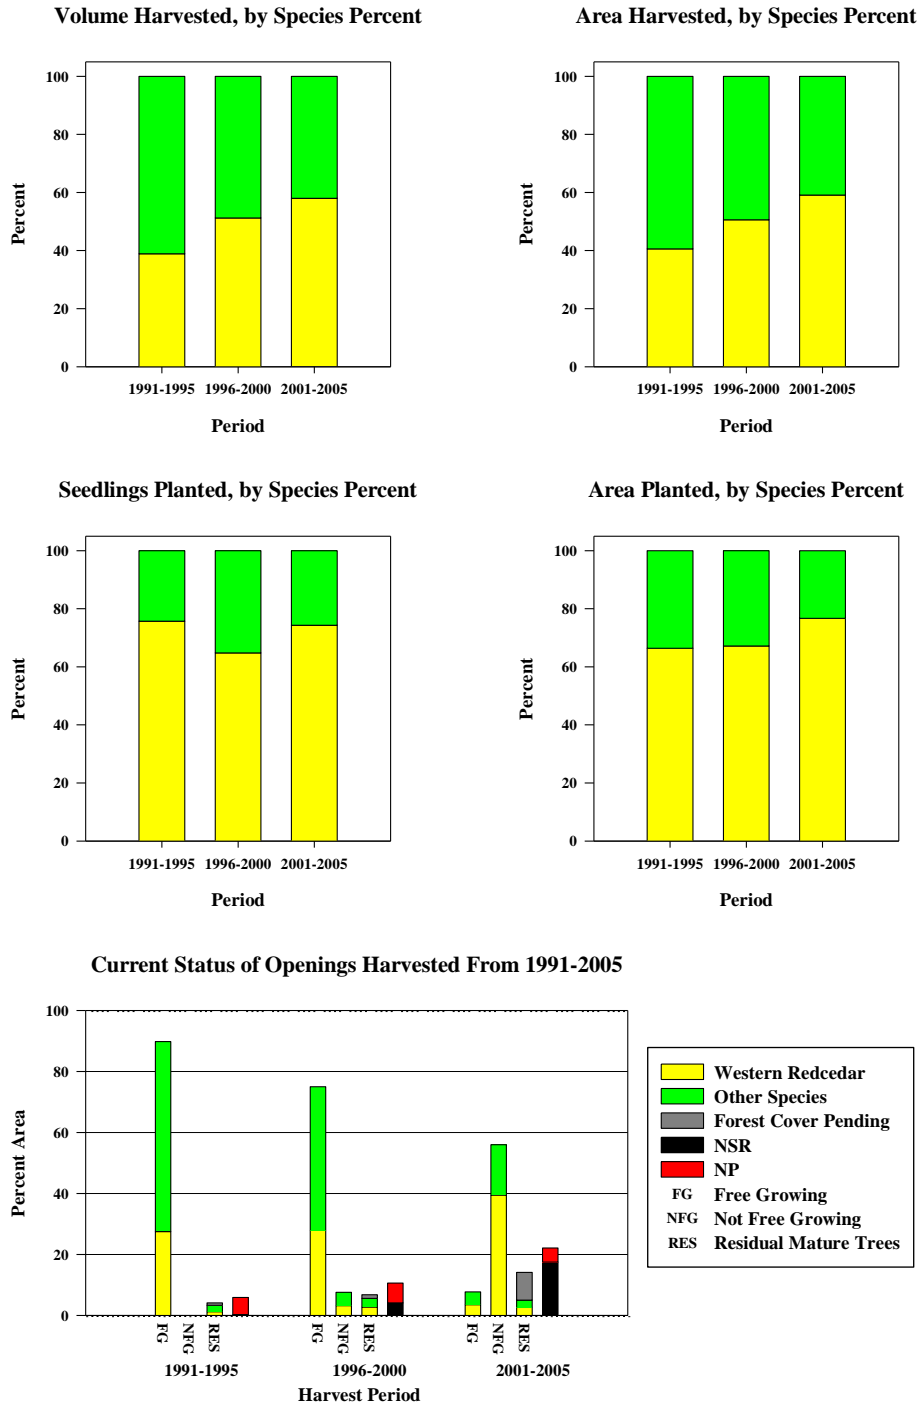 Volume Harvested, by Species Percent
100
80
60
40
20
0
Percent
1991-1995 1996-2000 2001-2005
Period
Area Harvested, by Species Percent
100
80
60
40
20
0
Percent
1991-1995 1996-2000 2001-2005
Period
Seedlings Planted, by Species Percent
100
80
60
40
20
0
Percent
1991-1995 1996-2000 2001-2005
Period
Area Planted, by Species Percent
100
80
60
40
20
0
Percent
1991-1995 1996-2000 2001-2005
Period
Current Status of Openings Harvested From 1991-2005
100
80
60
40
20
0
Percent Area
FG NFG RES FG NFG RES FG NFG RES
1991-1995 1996-2000 2001-2005
Harvest Period
Western Redcedar
Other Species
Forest Cover Pending
NSR
NP
FG Free Growing
NFG Not Free Growing
RES Residual Mature Trees